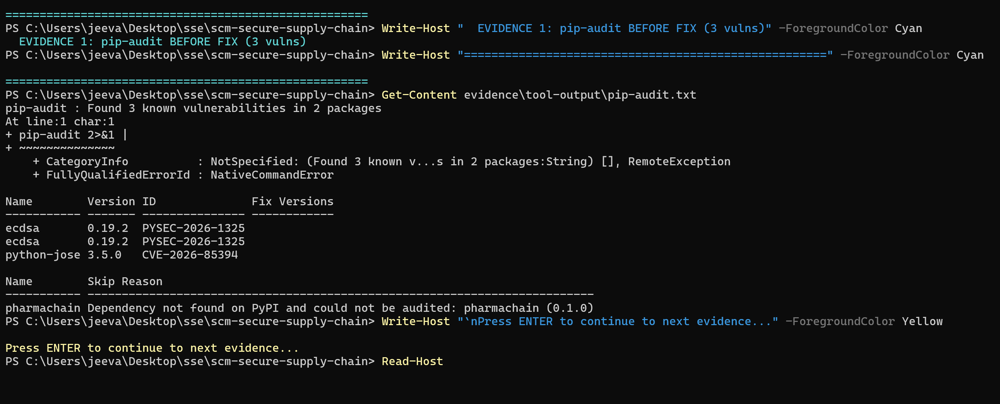 =====================================================
PS C:\Users\jeeva\Desktop\sse\scm-secure-supply-chain> Write-Host "  EVIDENCE 1: pip-audit BEFORE FIX (3 vulns)" -ForegroundColor Cyan
  EVIDENCE 1: pip-audit BEFORE FIX (3 vulns)
PS C:\Users\jeeva\Desktop\sse\scm-secure-supply-chain> Write-Host "=====================================================" -ForegroundColor Cyan
=====================================================
PS C:\Users\jeeva\Desktop\sse\scm-secure-supply-chain> Get-Content evidence\tool-output\pip-audit.txt
pip-audit : Found 3 known vulnerabilities in 2 packages
At line:1 char:1
+ pip-audit 2>&1 |
+ ~~~~~~~~~~~~~~
    + CategoryInfo          : NotSpecified: (Found 3 known v...s in 2 packages:String) [], RemoteException
    + FullyQualifiedErrorId : NativeCommandError
Name        Version ID              Fix Versions
----------- ------- --------------- ------------
ecdsa       0.19.2  PYSEC-2026-1325
ecdsa       0.19.2  PYSEC-2026-1325
python-jose 3.5.0   CVE-2026-85394
Name        Skip Reason
----------- --------------------------------------------------------------------------
pharmachain Dependency not found on PyPI and could not be audited: pharmachain (0.1.0)
PS C:\Users\jeeva\Desktop\sse\scm-secure-supply-chain> Write-Host "`nPress ENTER to continue to next evidence..." -ForegroundColor Yellow
Press ENTER to continue to next evidence...
PS C:\Users\jeeva\Desktop\sse\scm-secure-supply-chain> Read-Host